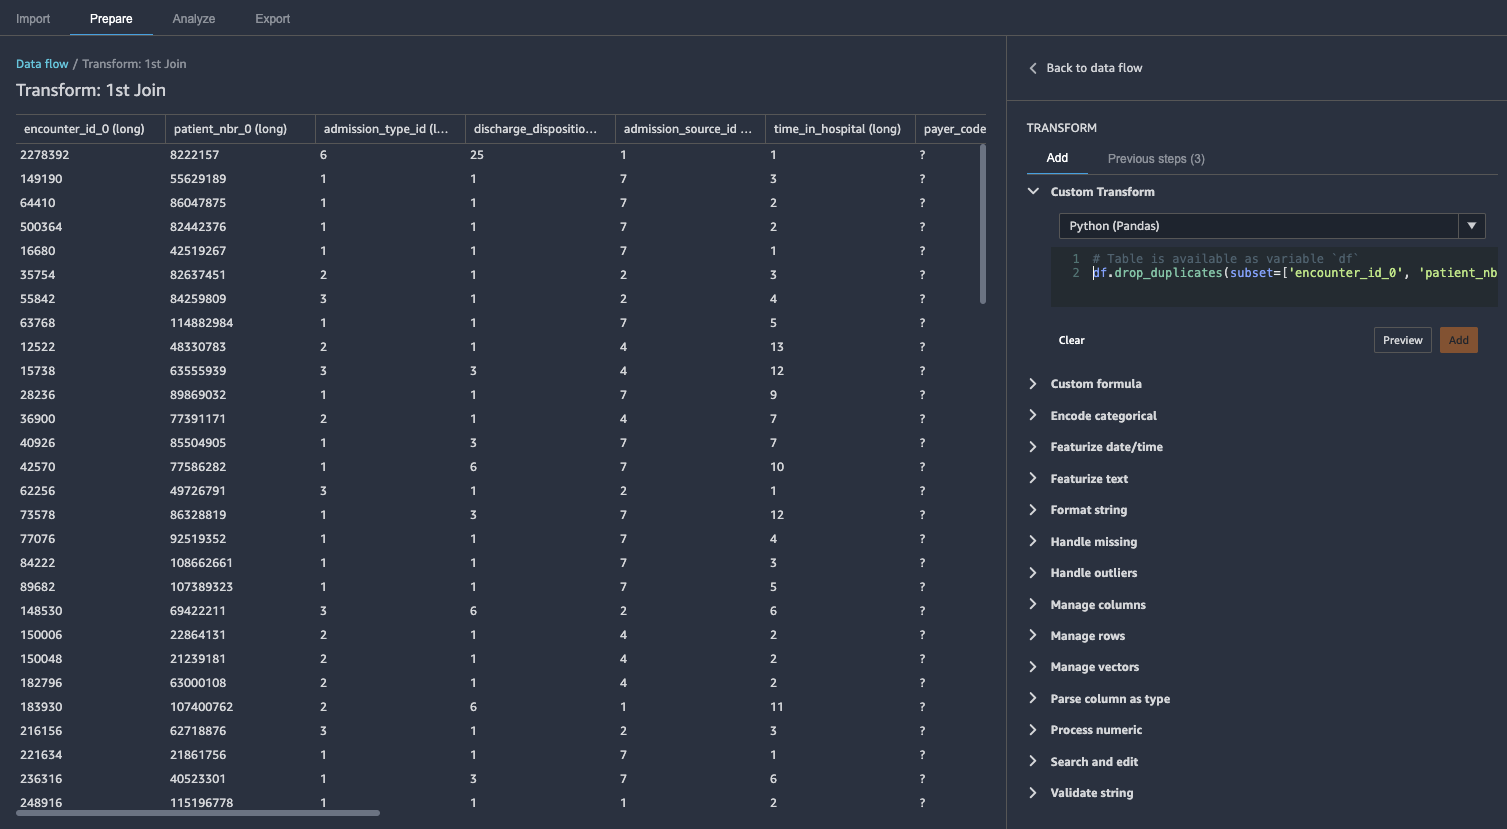 Import Prepare Analyze Export
Data flow / Transform: 1st Join
Transform: 1st Join
encounter_id_0 (long) patient_nbr_0 (long) admission_type_id (l... discharge_dispositio... admission_source_id ... time_in_hospital (long) payer_code
2278392 8222157 6 25 1 1 ?
149190 55629189 1 1 7 3 ?
64410 86047875 1 1 7 2 ?
500364 82442376 1 1 7 2 ?
16680 42519267 1 1 7 1 ?
35754 82637451 2 1 2 3 ?
55842 84259809 3 1 2 4 ?
63768 114882984 1 1 7 5 ?
12522 48330783 2 1 4 13 ?
15738 63555939 3 3 4 12 ?
28236 89869032 1 1 7 9 ?
36900 77391171 2 1 4 7 ?
40926 85504905 1 3 7 7 ?
42570 77586282 1 6 7 10 ?
62256 49726791 3 1 2 1 ?
73578 86328819 1 3 7 12 ?
77076 92519352 1 1 7 4 ?
84222 108662661 1 1 7 3 ?
89682 107389323 1 1 7 5 ?
148530 69422211 3 6 2 6 ?
150006 22864131 2 1 4 2 ?
150048 21239181 2 1 4 2 ?
182796 63000108 2 1 4 2 ?
183930 107400762 2 6 1 11 ?
216156 62718876 3 1 2 3 ?
221634 21861756 1 1 7 1 ?
236316 40523301 1 3 7 6 ?
248916 115196778 1 1 1 2 ?
Back to data flow
TRANSFORM
Add Previous steps (3)
Custom Transform
Python (Pandas)
1 # Table is available as variable `df`
2 df.drop_duplicates(subset=['encounter_id_0', 'patient_nb
Clear Preview Add
Custom formula
Encode categorical
Featurize date/time
Featurize text
Format string
Handle missing
Handle outliers
Manage columns
Manage rows
Manage vectors
Parse column as type
Process numeric
Search and edit
Validate string